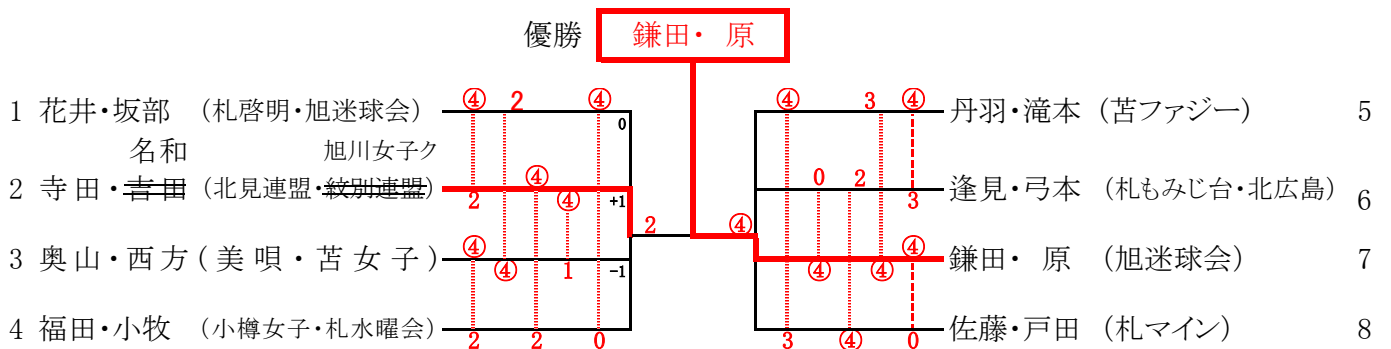 優勝 鎌田・ 原
④ 2 ④ ④ 3 ④
1 花井・坂部 (札啓明・旭迷球会) 丹羽・滝本 (苫ファジー) 5
0
名和 旭川女子ク
④ 0 2
2 寺田・吉田 (北見連盟・紋別連盟) 逢見・弓本 (札もみじ台・北広島) 6
2 ④ +1 3
2 ④
④ ④
3 奥山・西方(美唄・苫女子) 鎌田・ 原 (旭迷球会) 7
④ 1 -1 ④ ④
4 福田・小牧 (小樽女子・札水曜会) 佐藤・戸田 (札マイン) 8
2 2 0 3 ④ 0